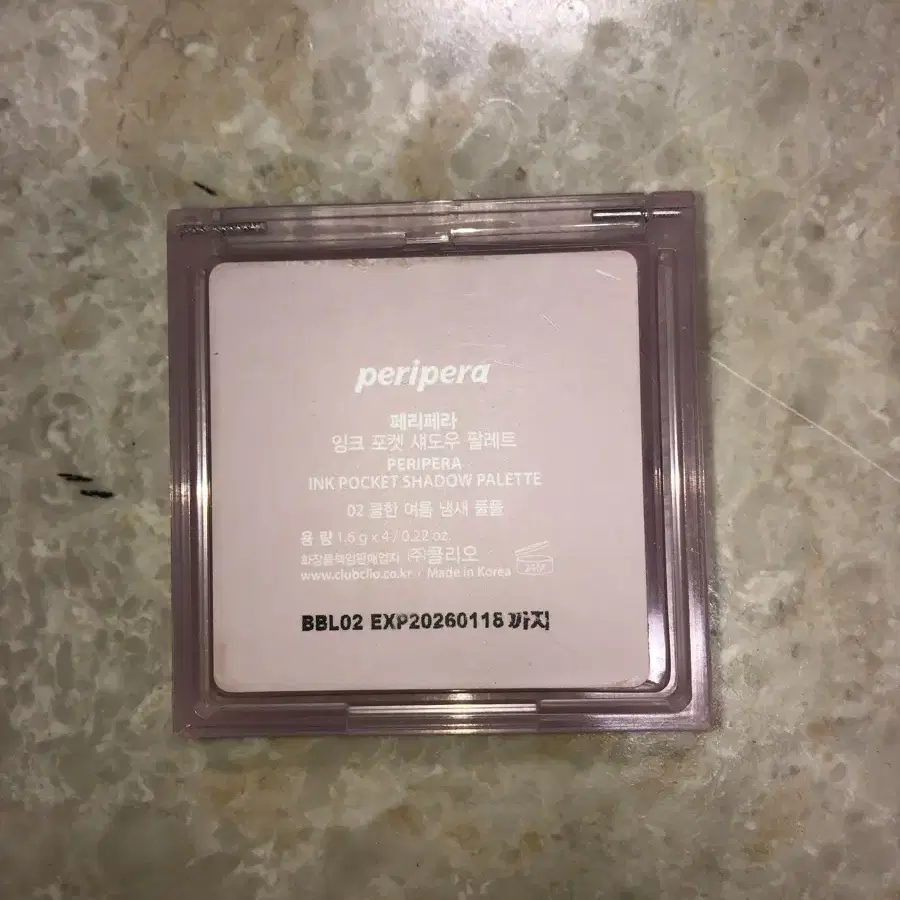 peripera
페리페라
잉크 포켓 섀도우 팔레트
PERIPERA
INK POCKET SHADOW PALETTE
02 쿨한 여름 냄새 풀풀
용 량 1.6 g x 4 / 0.22 oz.
화장품책임판매업자 (주)클리오
www.clubclio.co.kr / Made in Korea
BBL02 EXP20260118 까지